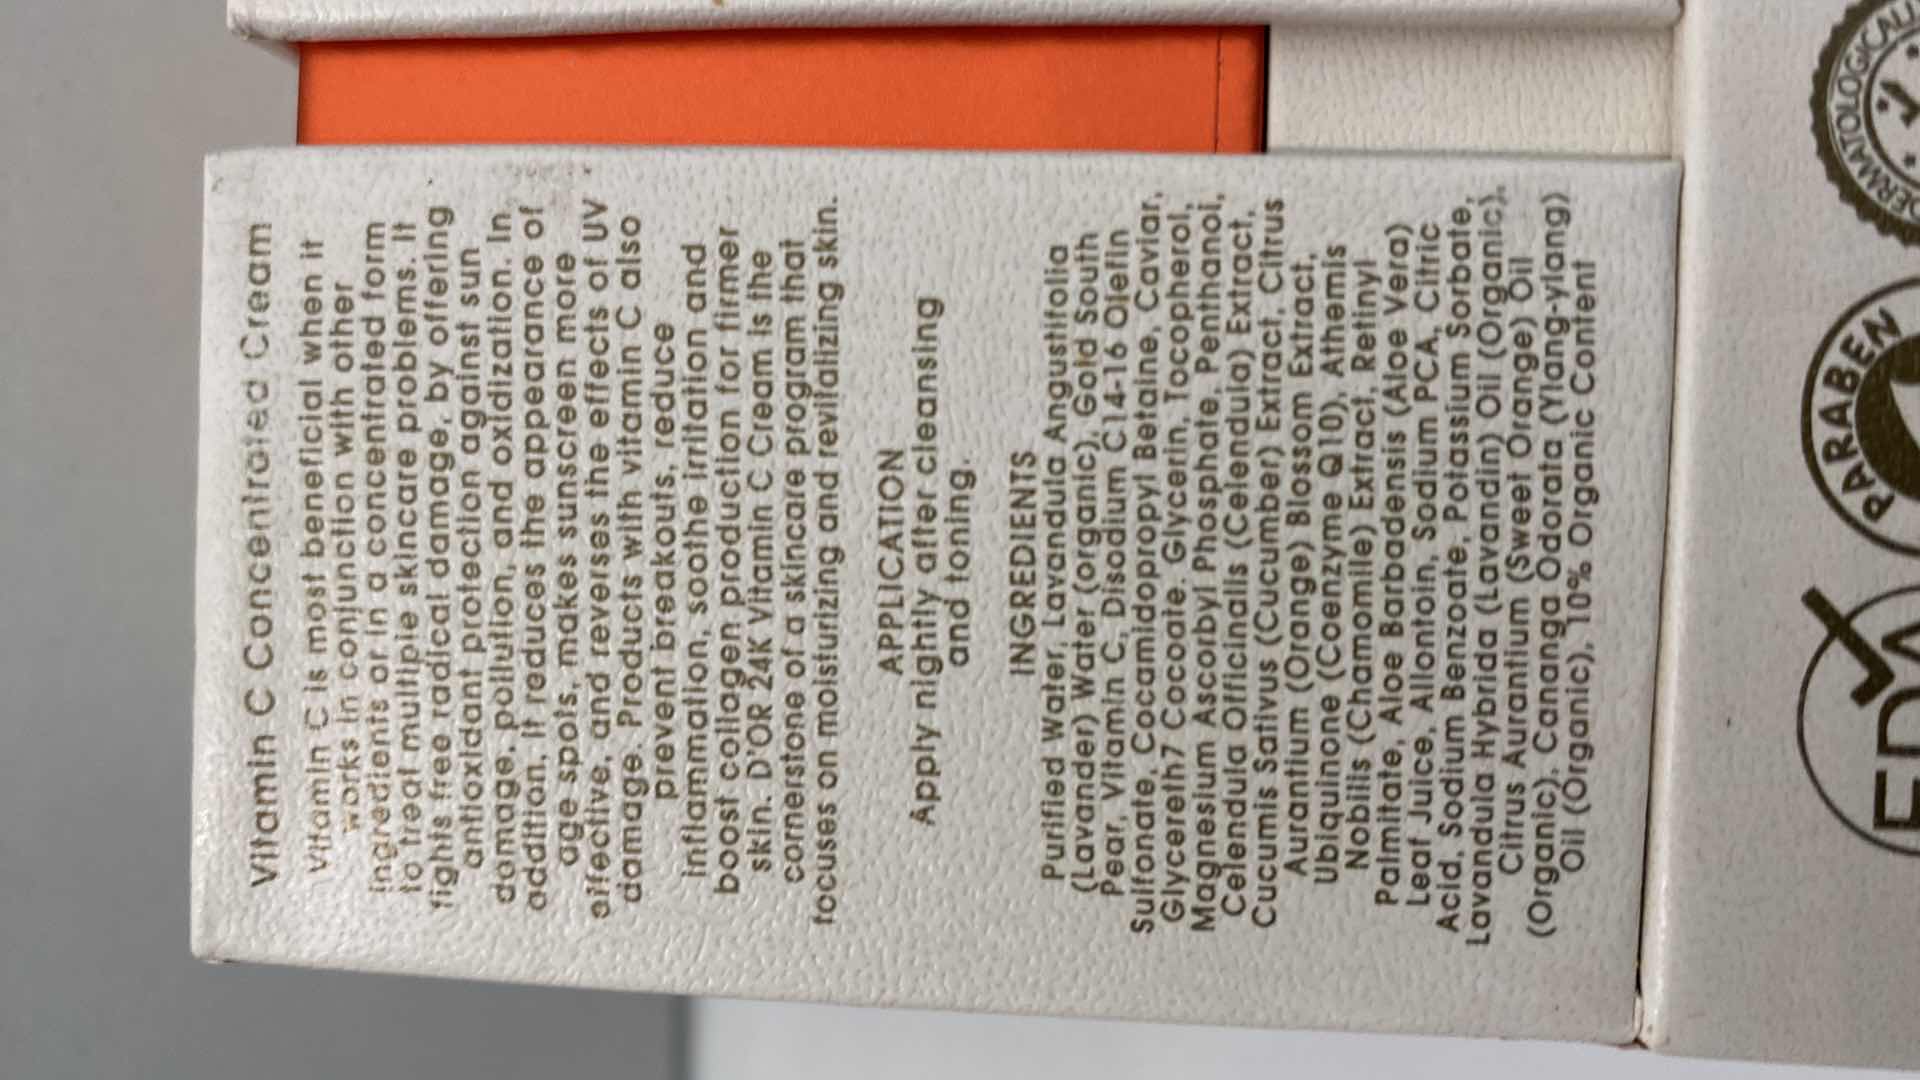 Vitamin C Concentrated Cream
Vitamin C is most beneficial when it
works in conjunction with other
ingredients or in a concentrated form
to treat multiple skincare problems. It
fights free radical damage, by offering
antioxidant protection against sun
damage, pollution, and oxidization. In
addition, it reduces the appearance of
age spots, makes sunscreen more
effective, and reverses the effects of UV
damage. Products with vitamin C also
prevent breakouts, reduce
inflammation, soothe irritation and
boost collagen production for firmer
skin. D'OR 24K Vitamin C Cream is the
cornerstone of a skincare program that
focuses on moisturizing and revitalizing skin.
APPLICATION
Apply nightly after cleansing
and toning.
INGREDIENTS
Purified Water, Lavandula Angustifolia
(Lavander) Water (organic), Gold South
Pear, Vitamin C, Disodium C14-16 Olefin
Sulfonate, Cocamidopropyl Betaine, Caviar,
Glycereth7 Cocoate. Glycerin, Tocopherol,
Magnesium Ascorbyl Phosphate, Penthanol,
Celendula Officinalis (Celendula) Extract,
Cucumis Sativus (Cucumber) Extract, Citrus
Aurantium (Orange) Blossom Extract,
Ubiquinone (Coenzyme Q10), Athemis
Nobilis (Chamomile) Extract, Retinyl
Palmitate, Aloe Barbadensis (Aloe Vera)
Leaf Juice, Allontoin, Sodium PCA, Citric
Acid, Sodium Benzoate, Potassium Sorbate,
Lavandula Hybrida (Lavandin) Oil (Organic),
Citrus Aurantium (Sweet Orange) Oil
(Organic), Cananga Odorata (Ylang-ylang)
Oil (Organic), 10% Organic Content
PARABEN